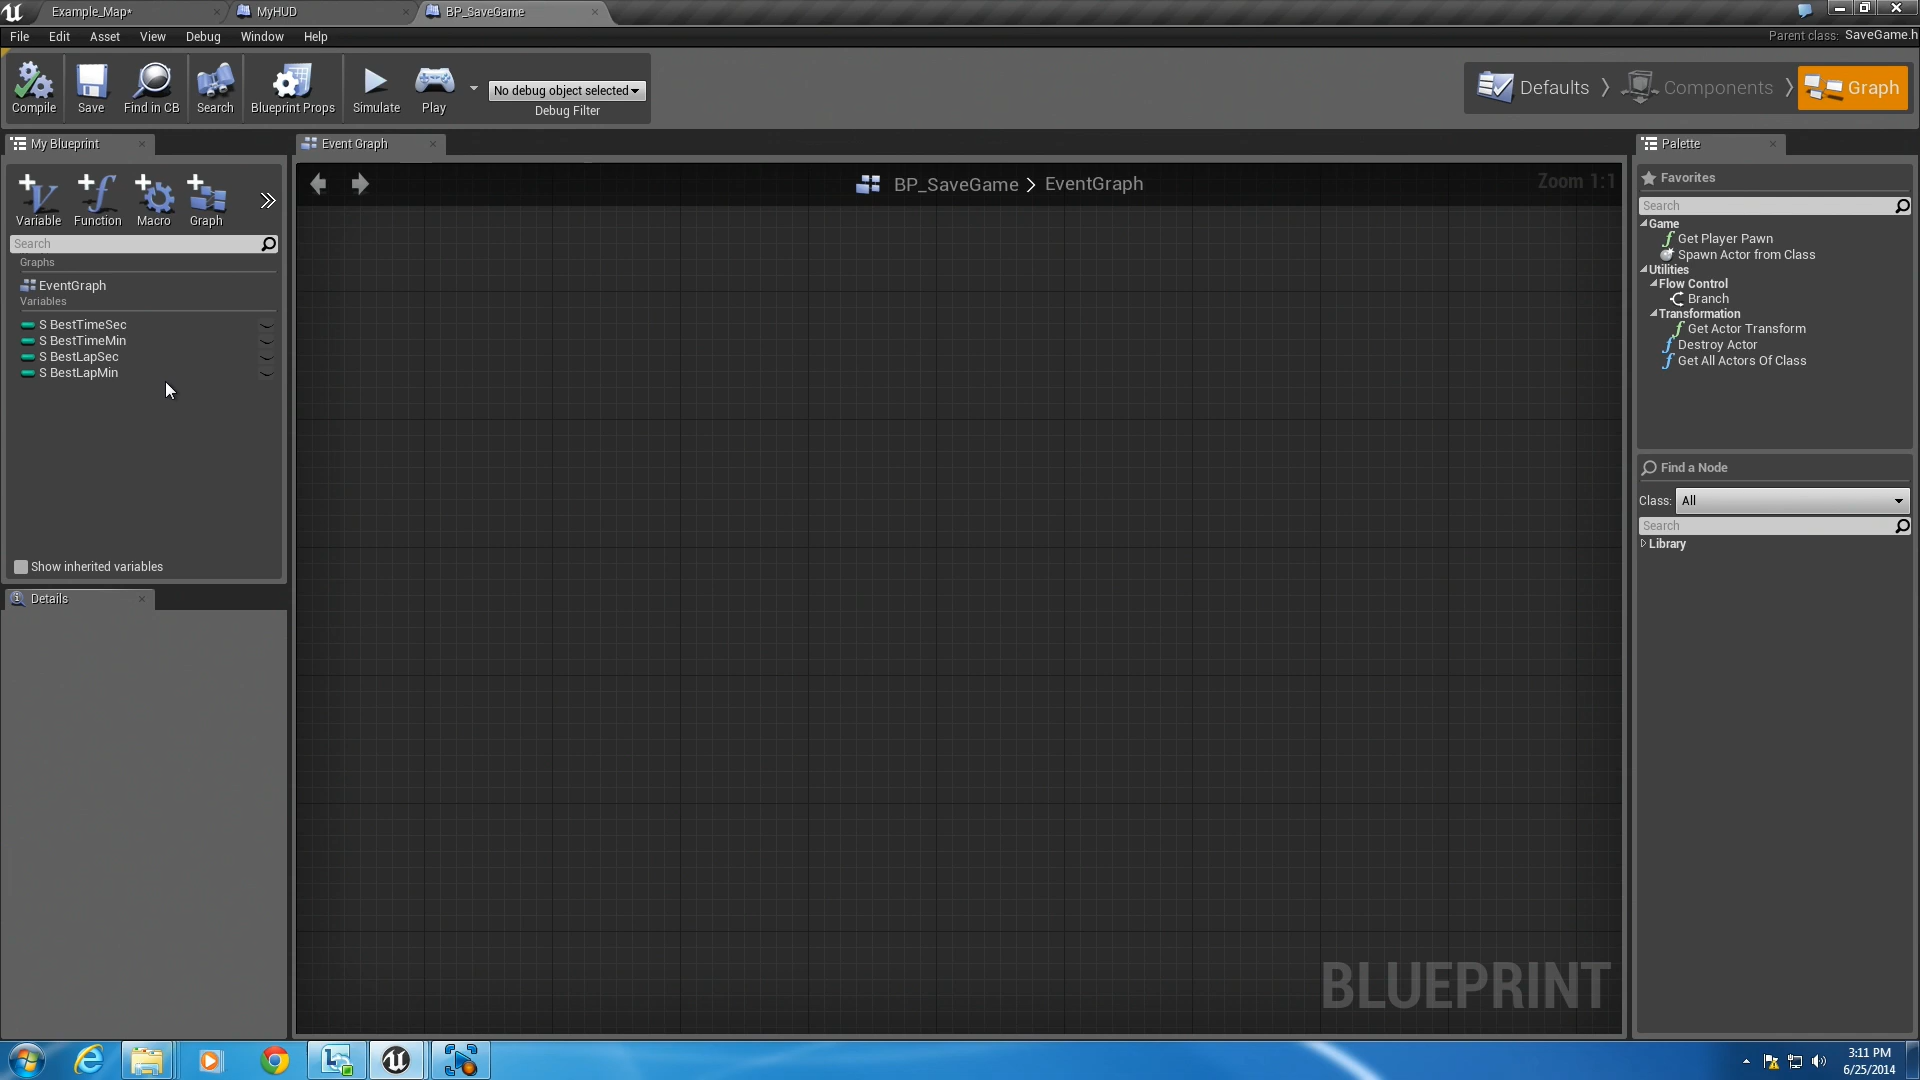 Example_Map*
MyHUD
BP_SaveGame
File Edit Asset View Debug Window Help
Parent class: SaveGame.h
Compile
Save
Find in CB
Search
Blueprint Props
Simulate
Play
No debug object selected
Debug Filter
Defaults
Components
Graph
My Blueprint
Event Graph
Palette
Variable
Function
Macro
Graph
Search
Graphs
EventGraph
Variables
S BestTimeSec
S BestTimeMin
S BestLapSec
S BestLapMin
Show inherited variables
Details
BP_SaveGame > EventGraph
Zoom 1:1
BLUEPRINT
Favorites
Search
Game
Get Player Pawn
Spawn Actor from Class
Utilities
Flow Control
Branch
Transformation
Get Actor Transform
Destroy Actor
Get All Actors Of Class
Find a Node
Class: All
Search
Library
3:11 PM
6/25/2014